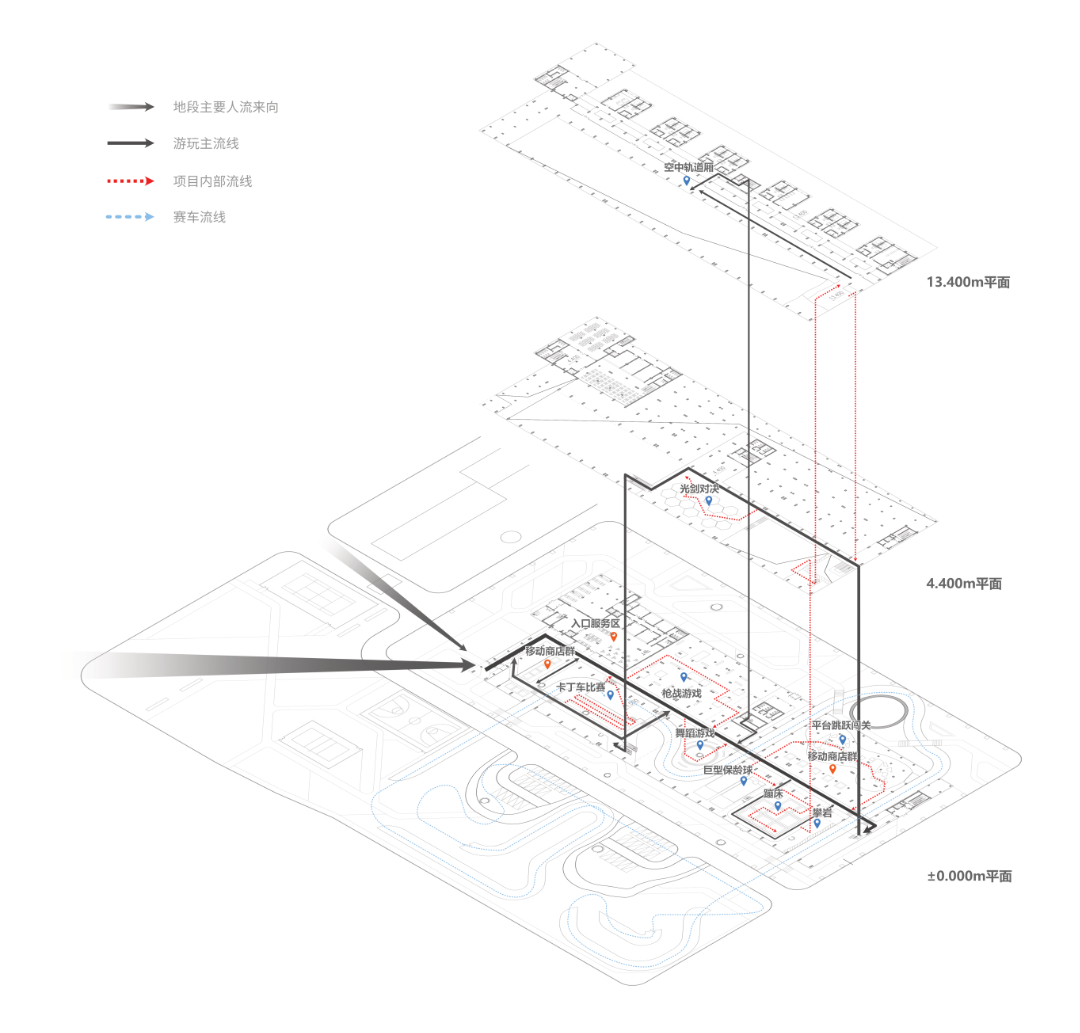 地段主要人流来向
游玩主流线
项目内部流线
赛车流线
空中轨道厢
13.400
13.400m平面
光剑对决
4.400m平面
入口服务区
移动商店群
卡丁车比赛
枪战游戏
舞蹈游戏
平台跳跃闯关
移动商店群
巨型保龄球
蹦床
攀岩
±0.000m平面